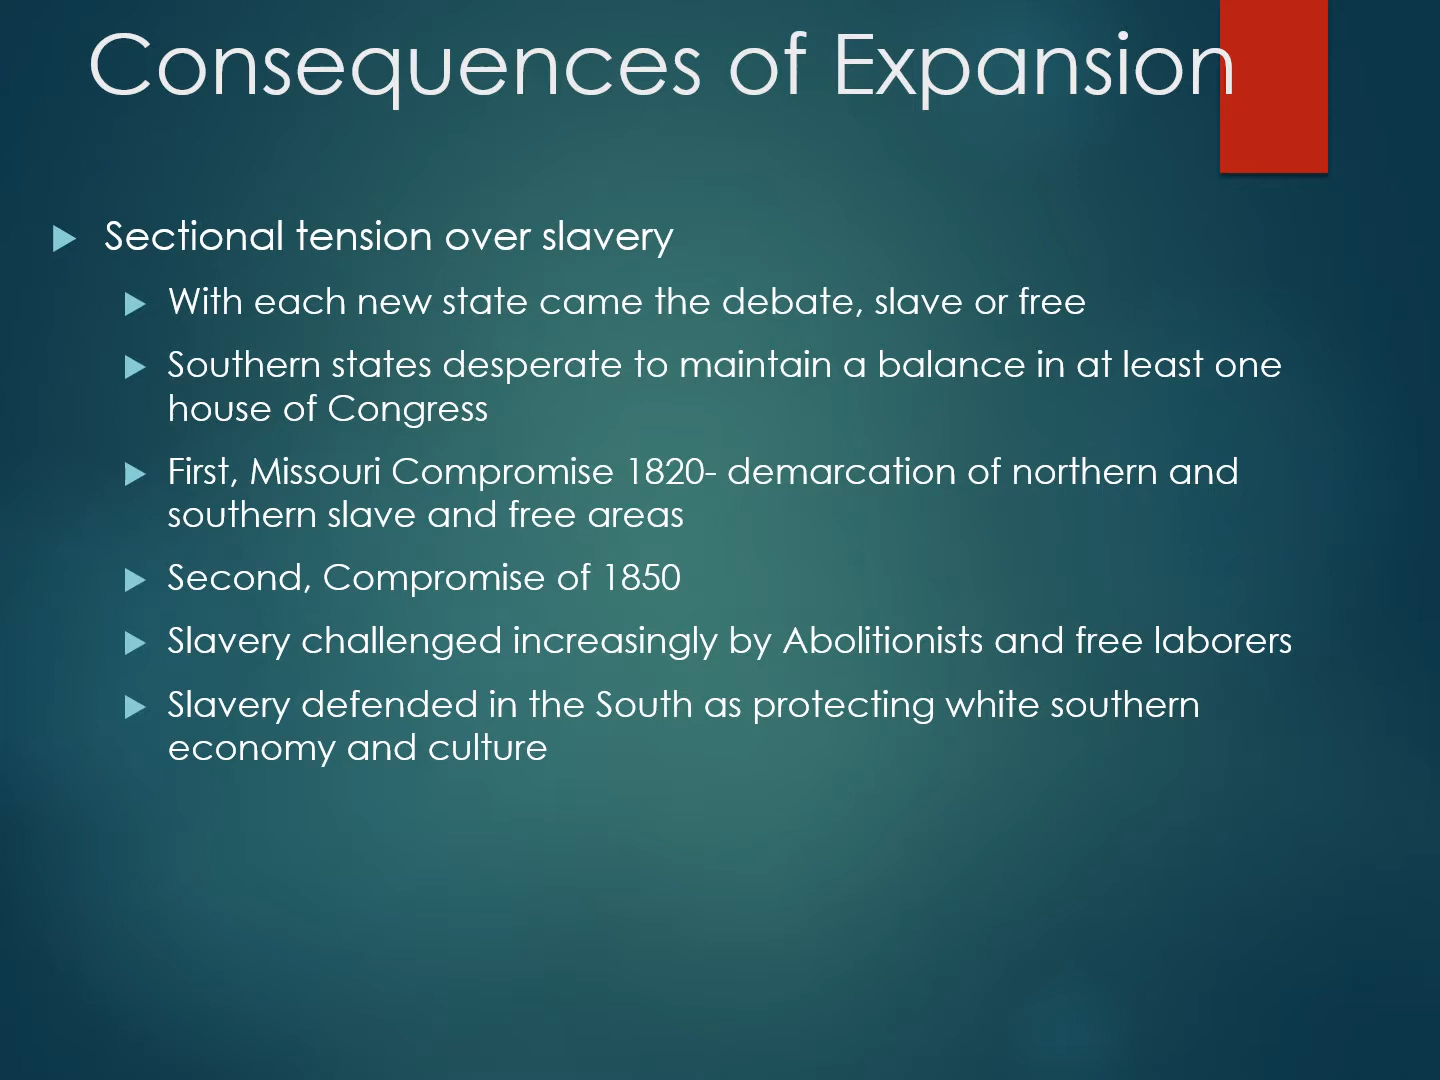 Consequences of Expansion
Sectional tension over slavery
With each new state came the debate, slave or free
Southern states desperate to maintain a balance in at least one
house of Congress
First, Missouri Compromise 1820- demarcation of northern and
southern slave and free areas
Second, Compromise of 1850
Slavery challenged increasingly by Abolitionists and free laborers
Slavery defended in the South as protecting white southern
economy and culture